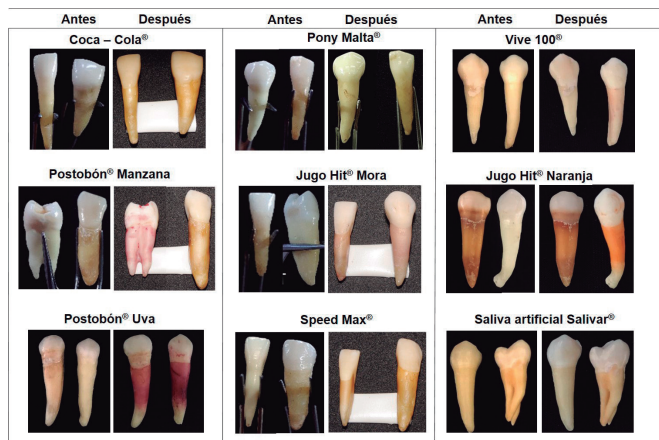 Antes Después Antes Después Antes Después
Coca – Cola® Pony Malta® Vive 100®
Postobón® Manzana Jugo Hit® Mora Jugo Hit® Naranja
Postobón® Uva Speed Max® Saliva artificial Salivar®